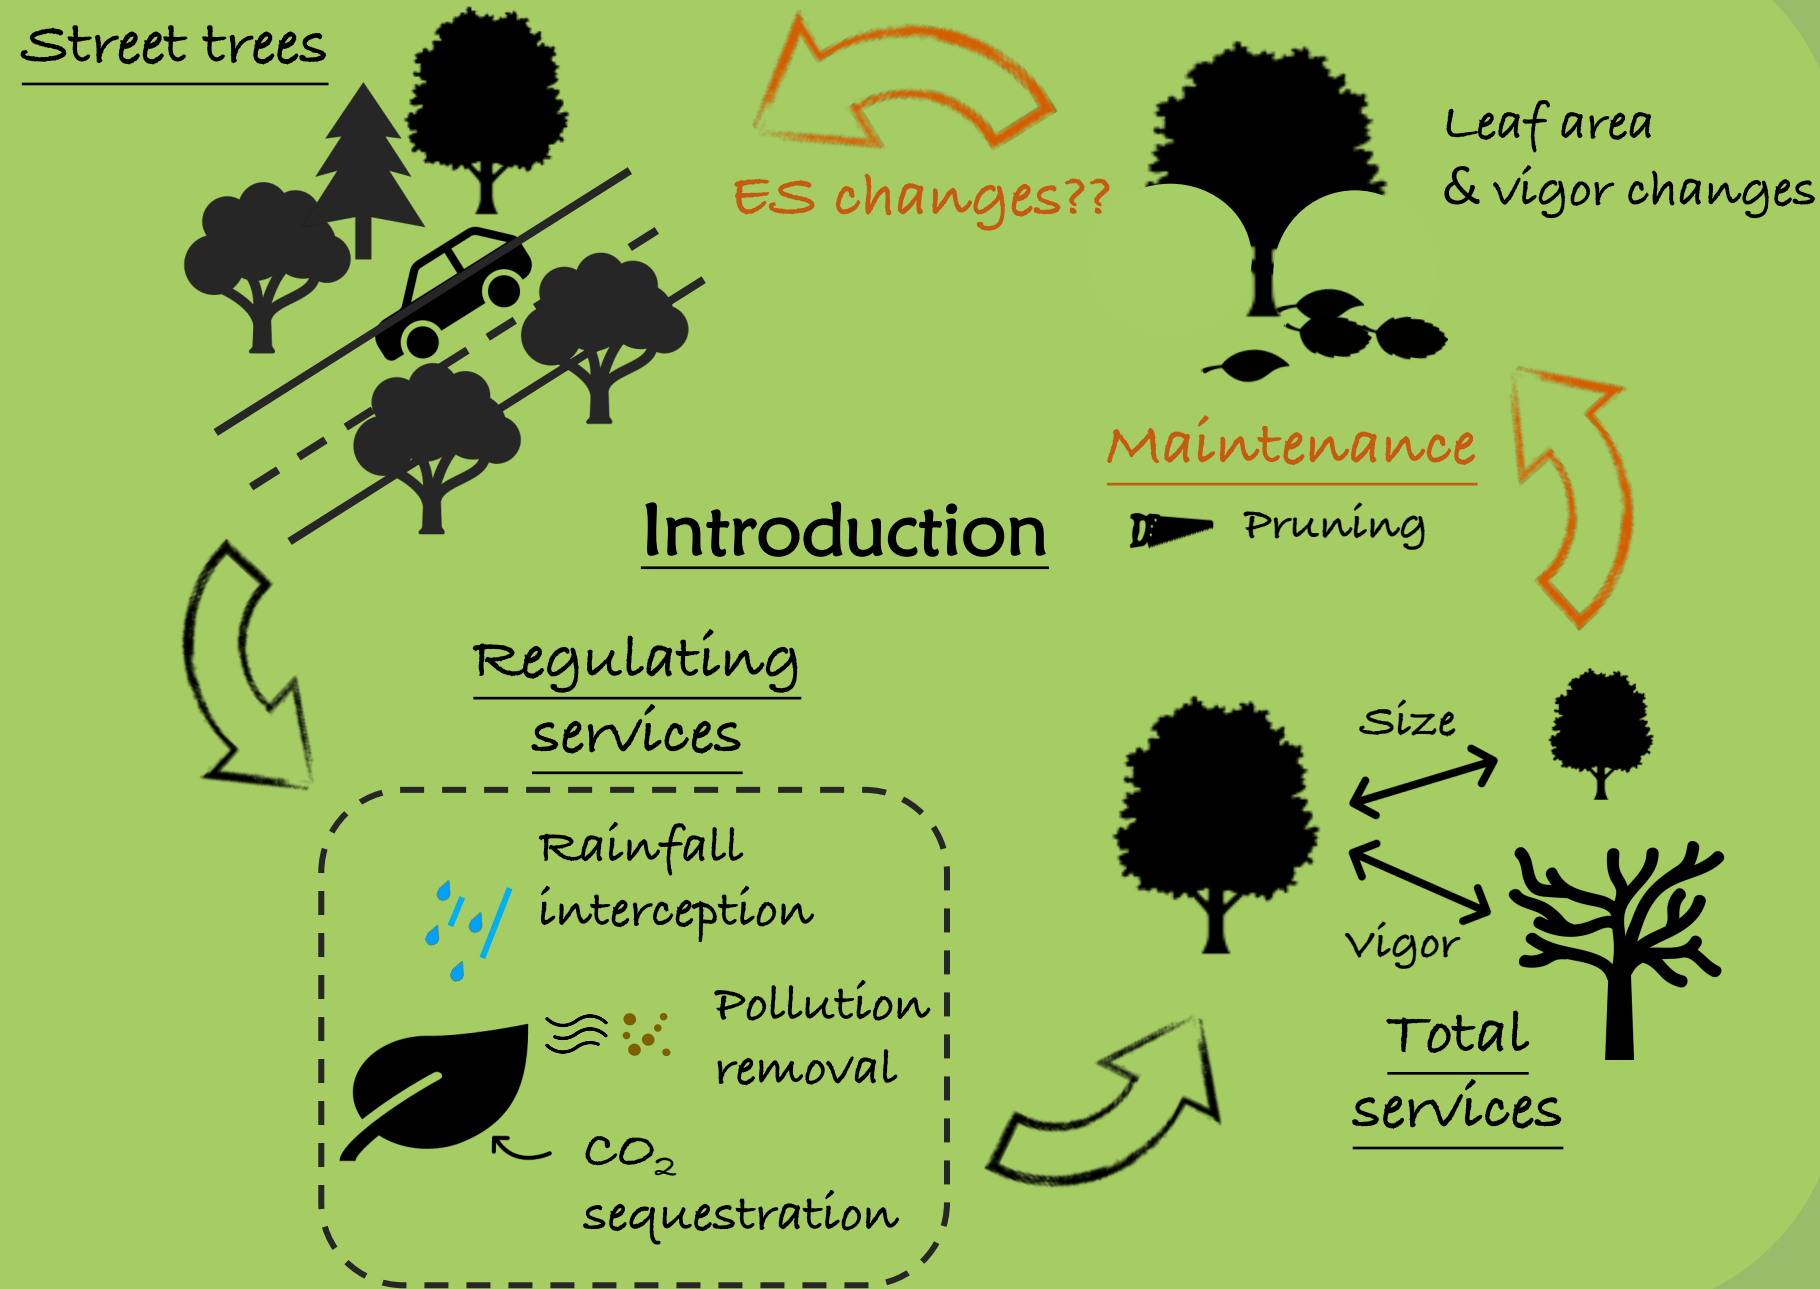 Street trees
ES changes??
Leaf area
& vigor changes
Maintenance
Pruning
Introduction
Regulating
services
Rainfall
interception
Pollution
removal
CO₂
sequestration
Size
Vigor
Total
services